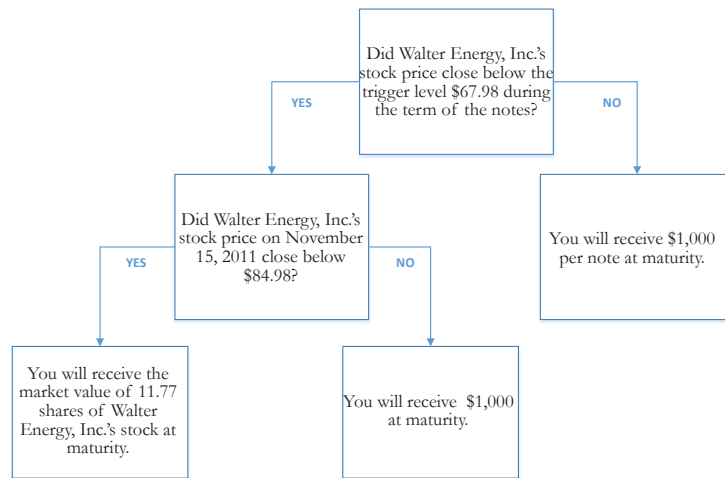 Did Walter Energy, Inc.'s
stock price close below the
trigger level $67.98 during
the term of the notes?
YES
NO
Did Walter Energy, Inc.'s
stock price on November
15, 2011 close below
$84.98?
You will receive $1,000
per note at maturity.
YES
NO
You will receive the
market value of 11.77
shares of Walter
Energy, Inc.'s stock at
maturity.
You will receive $1,000
at maturity.